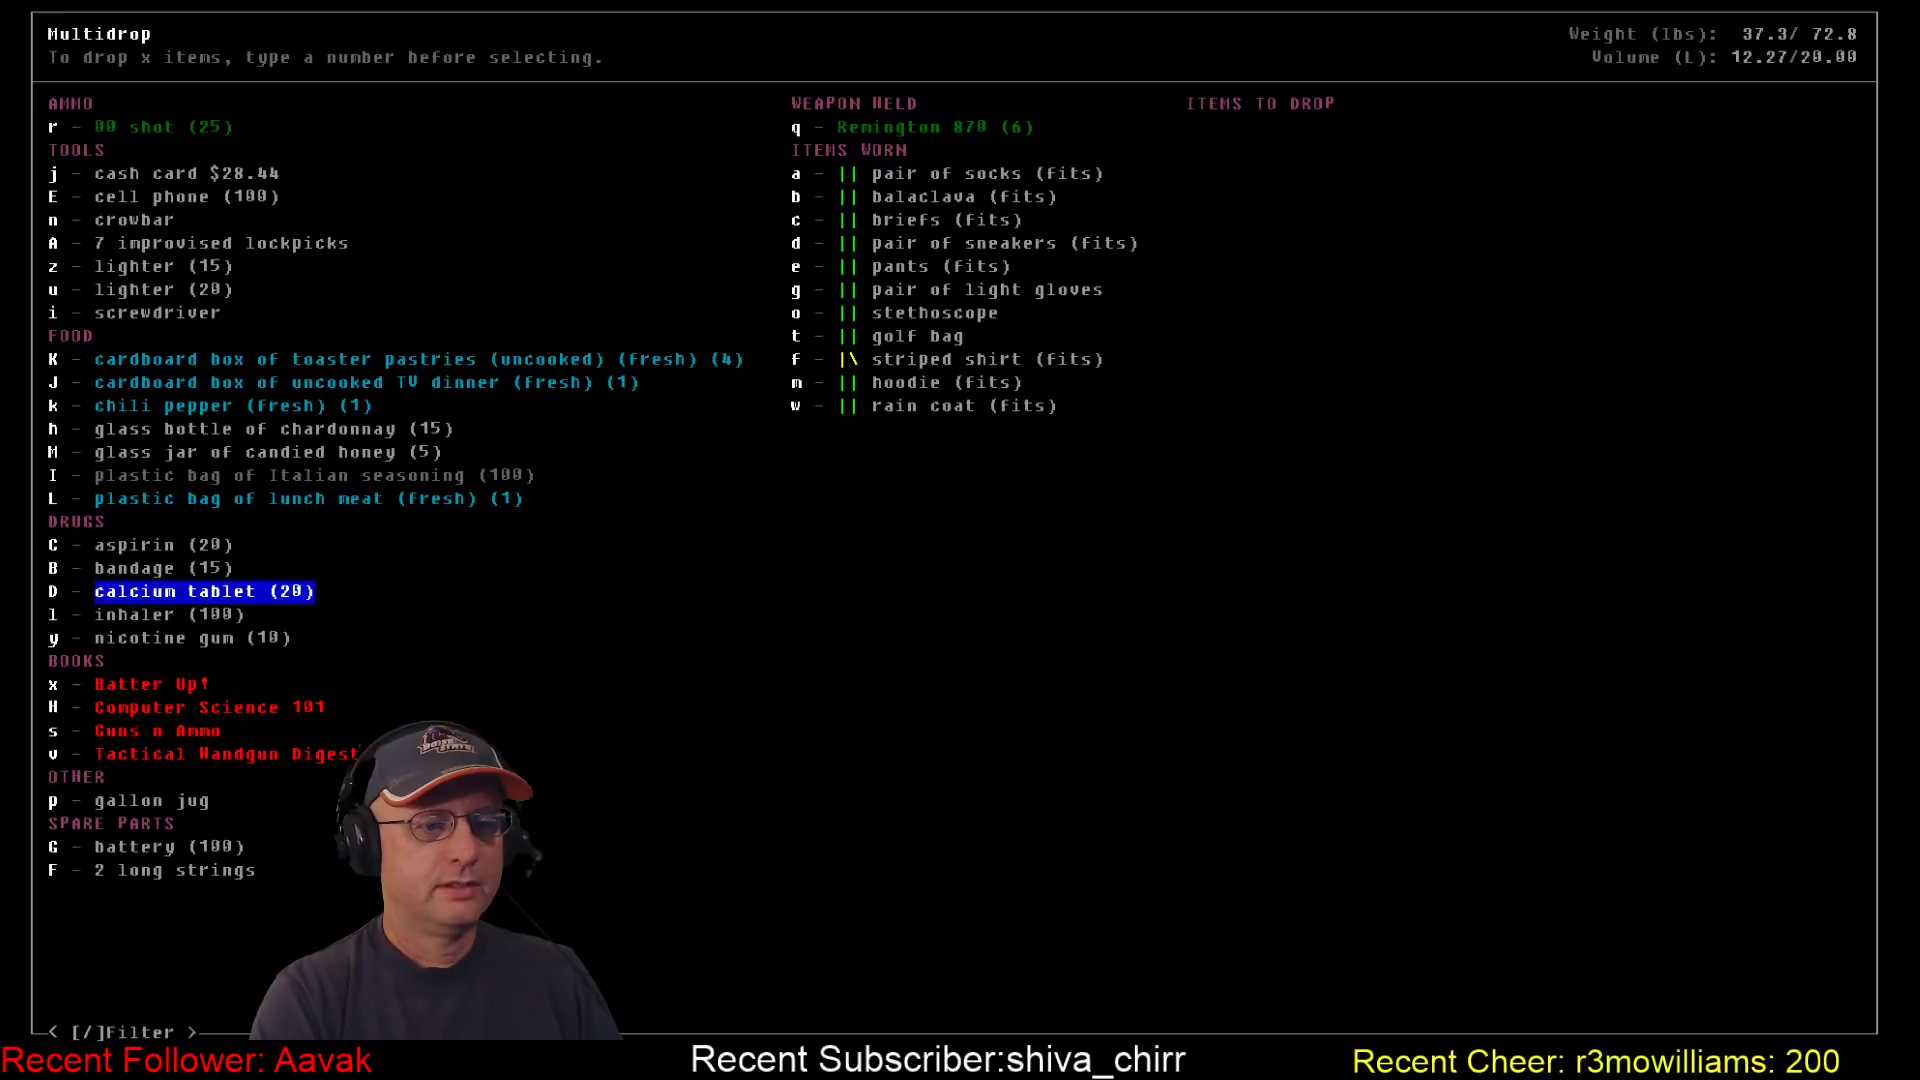 Multidrop
To drop x items, type a number before selecting.
Weight (lbs): 37.3/ 72.8
Volume (L): 12.27/20.00
AMMO
r - 00 shot (25)
TOOLS
j - cash card $28.44
E - cell phone (100)
n - crowbar
A - 7 improvised lockpicks
z - lighter (15)
u - lighter (20)
i - screwdriver
FOOD
K - cardboard box of toaster pastries (uncooked) (fresh) (4)
J - cardboard box of uncooked TV dinner (fresh) (1)
k - chili pepper (fresh) (1)
h - glass bottle of chardonnay (15)
M - glass jar of candied honey (5)
I - plastic bag of Italian seasoning (100)
L - plastic bag of lunch meat (fresh) (1)
DRUGS
C - aspirin (20)
B - bandage (15)
D - calcium tablet (20)
l - inhaler (100)
y - nicotine gum (10)
BOOKS
x - Batter Up!
H - Computer Science 101
s - Guns n Ammo
v - Tactical Handgun Digest
OTHER
p - gallon jug
SPARE PARTS
G - battery (100)
F - 2 long strings
WEAPON HELD
q - Remington 870 (6)
ITEMS WORN
a - || pair of socks (fits)
b - || balaclava (fits)
c - || briefs (fits)
d - || pair of sneakers (fits)
e - || pants (fits)
g - || pair of light gloves
o - || stethoscope
t - || golf bag
f - |\ striped shirt (fits)
m - || hoodie (fits)
w - || rain coat (fits)
ITEMS TO DROP
BOISE
STATE
< [/]Filter >
Recent Follower: Aavak
Recent Subscriber:shiva_chirr
Recent Cheer: r3mowilliams: 200